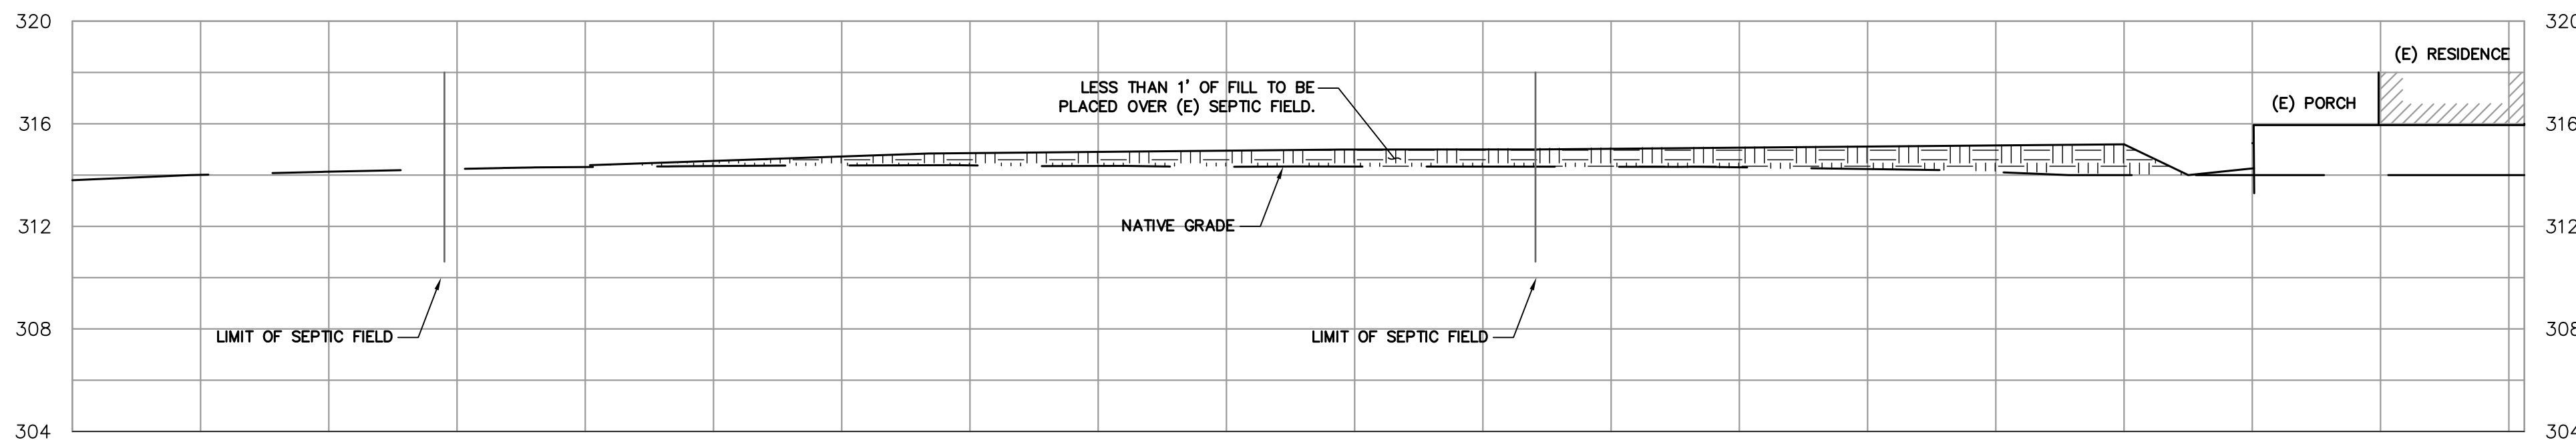 320
320
(E) RESIDENCE
LESS THAN 1' OF FILL TO BE
PLACED OVER (E) SEPTIC FIELD.
(E) PORCH
316
316
NATIVE GRADE
312
312
LIMIT OF SEPTIC FIELD
LIMIT OF SEPTIC FIELD
308
308
304
304